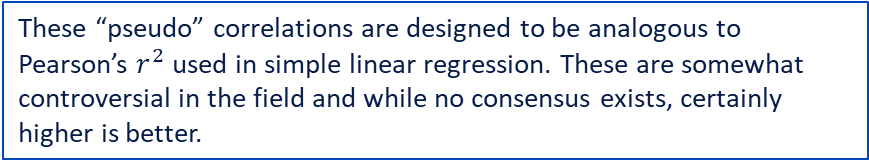 These “pseudo” correlations are designed to be analogous to
Pearson’s r² used in simple linear regression. These are somewhat
controversial in the field and while no consensus exists, certainly
higher is better.